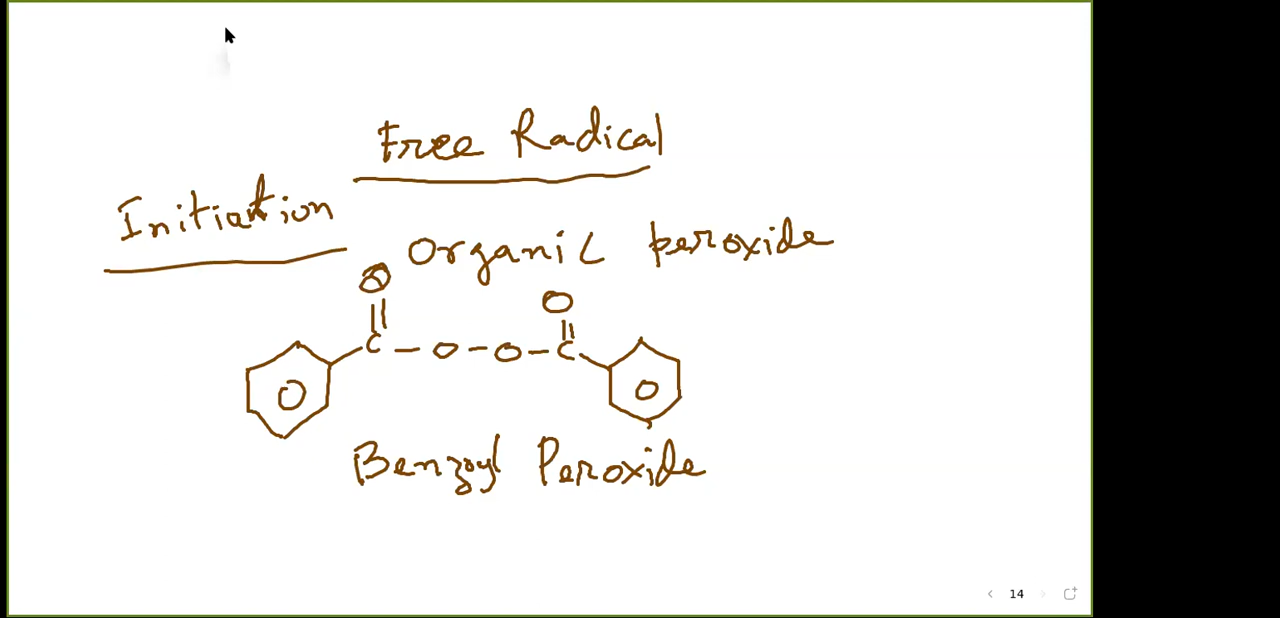 Free Radical
Initiation
Organic peroxide
O O
C - O - O - C
Benzoyl Peroxide
14